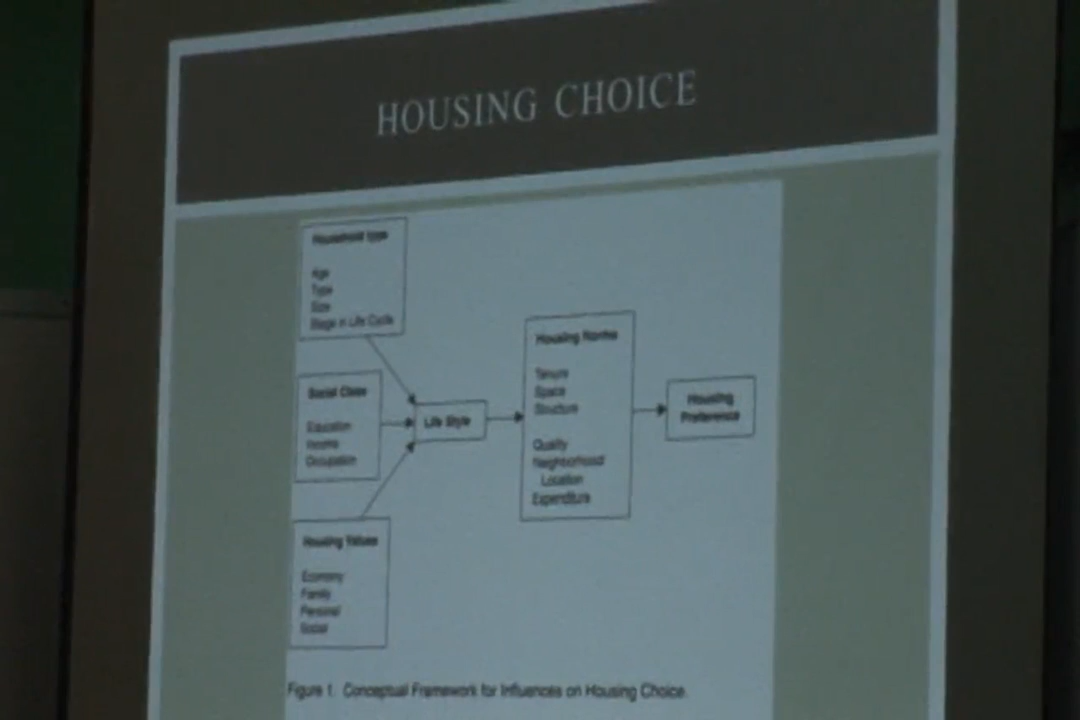 HOUSING CHOICE
Household type
Age
Type
Size
Stage in Life Cycle
Social Class
Education
Income
Occupation
Housing Values
Economy
Family
Personal
Social
Life Style
Housing Norms
Tenure
Space
Structure
Quality
Neighborhood
Location
Expenditure
Housing
Preference
Figure 1. Conceptual Framework for Influences on Housing Choice.